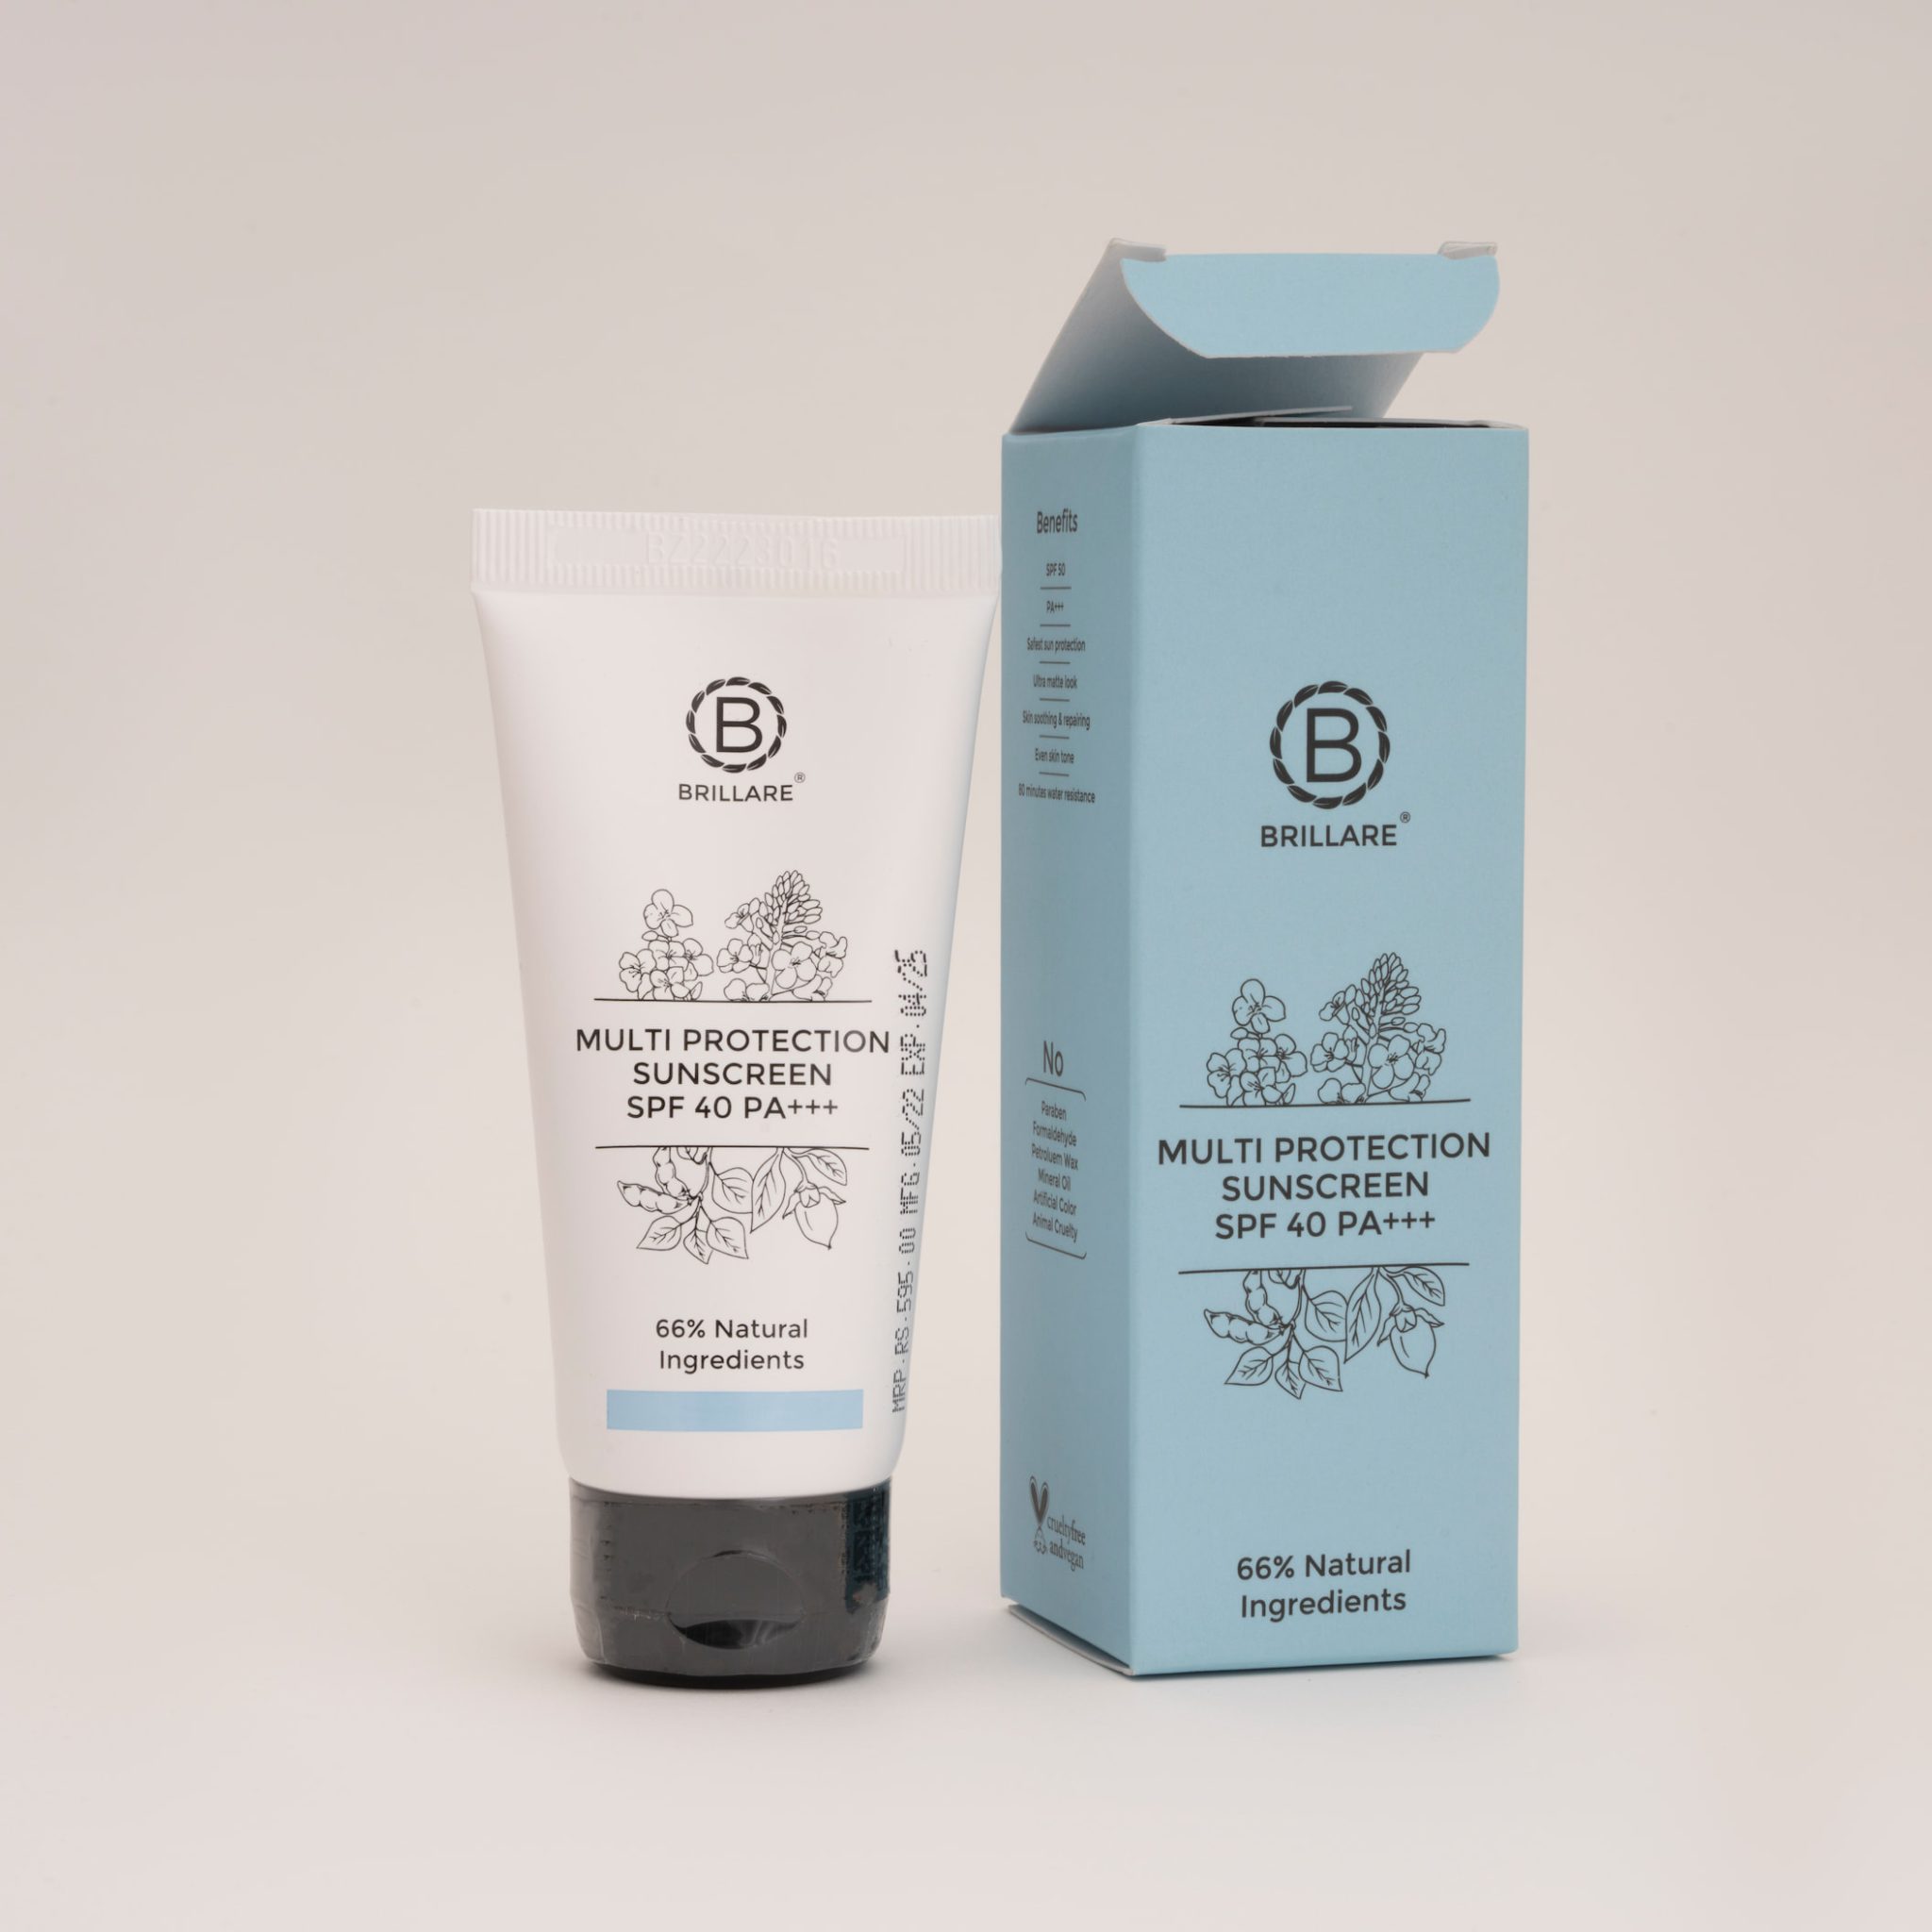 BZ2223016
B
BRILLARE®
MULTI PROTECTION
SUNSCREEN
SPF 40 PA+++
66% Natural
Ingredients
MRP·RS·595·00 MFG·05/22 EXP·04/25
Benefits
SPF 50
PA+++
Safest sun protection
Ultra matte look
Skin soothing & repairing
Even skin tone
80 minutes water resistance
No
Paraben
Formaldehyde
Petroluem Wax
Mineral Oil
Artificial Color
Animal Cruelty
crueltyfree
andvegan
B
BRILLARE®
MULTI PROTECTION
SUNSCREEN
SPF 40 PA+++
66% Natural
Ingredients